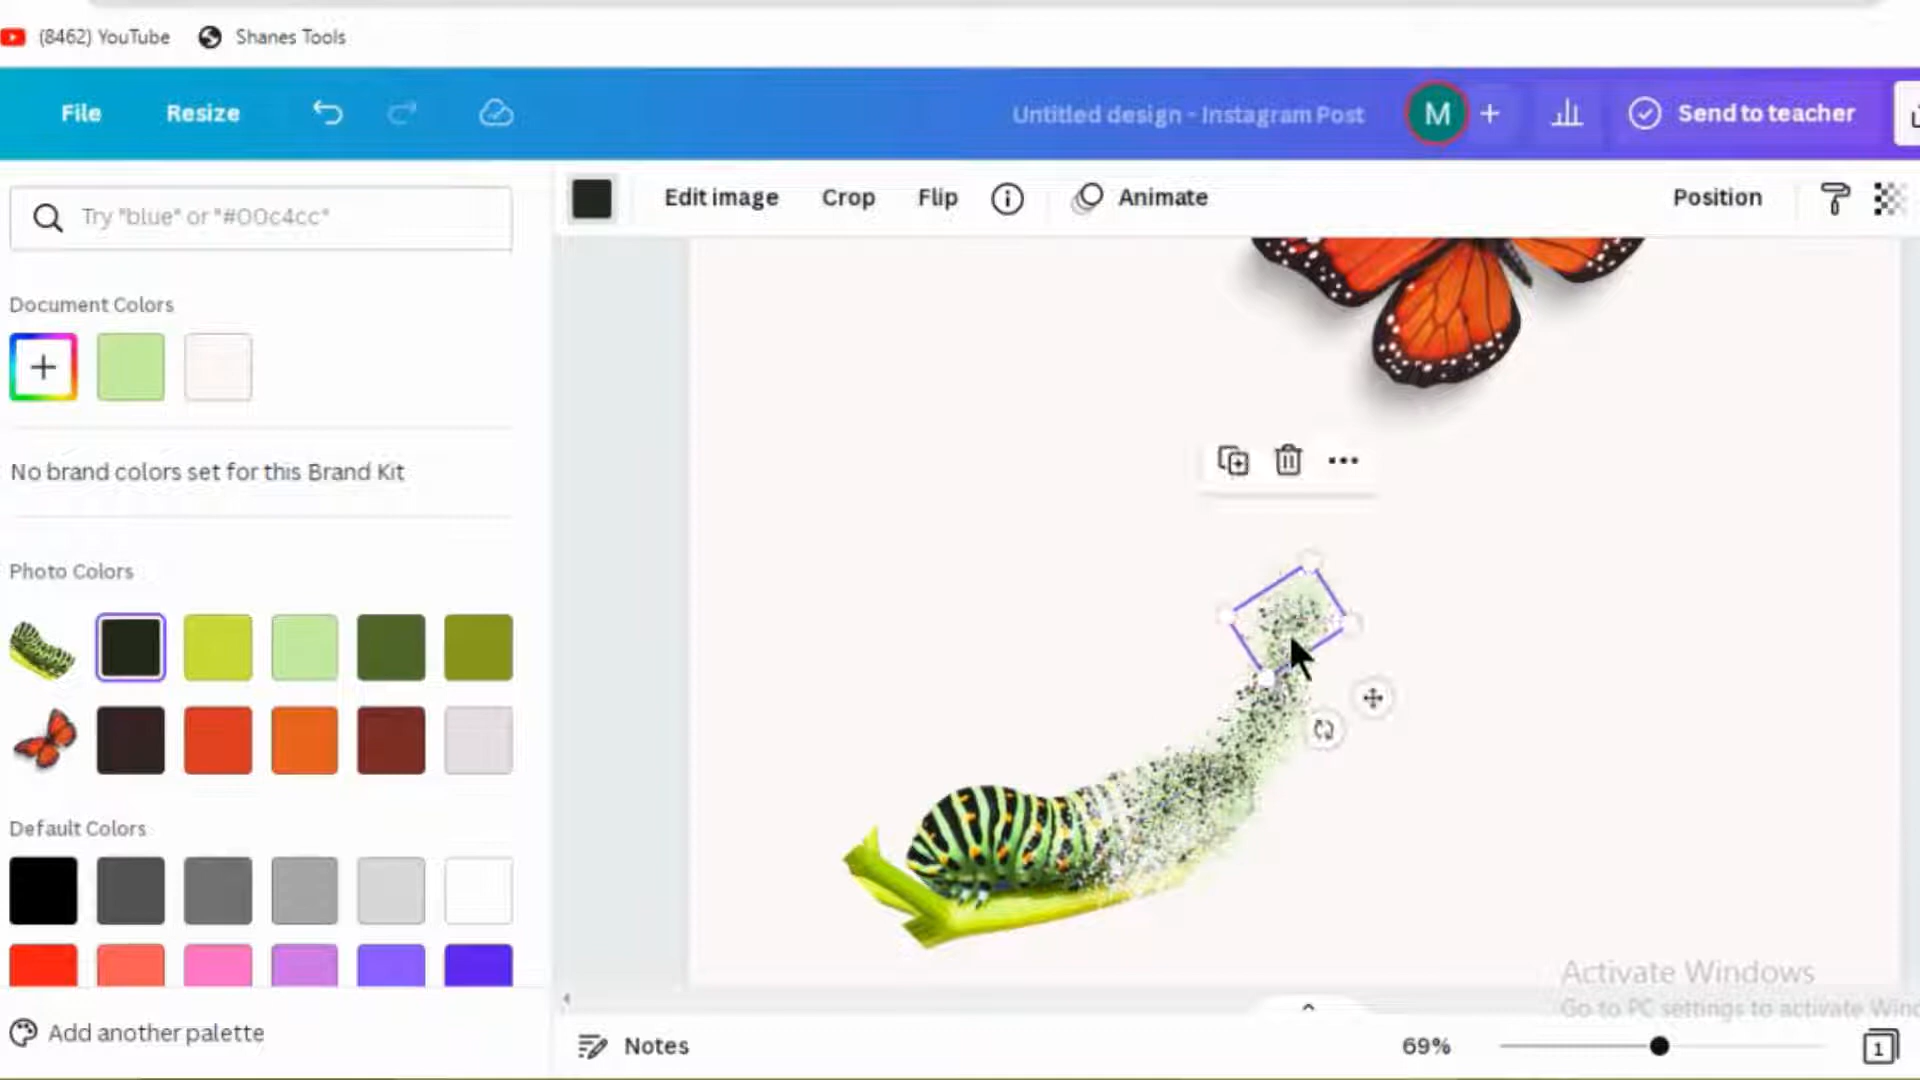 (8462) YouTube Shanes Tools
File Resize Untitled design - Instagram Post M + Send to teacher
Try "blue" or "#00c4cc" Edit image Crop Flip Animate Position
Document Colors
No brand colors set for this Brand Kit
Photo Colors
Default Colors
Add another palette
Activate Windows
Go to PC settings to activate
Notes 69% 1